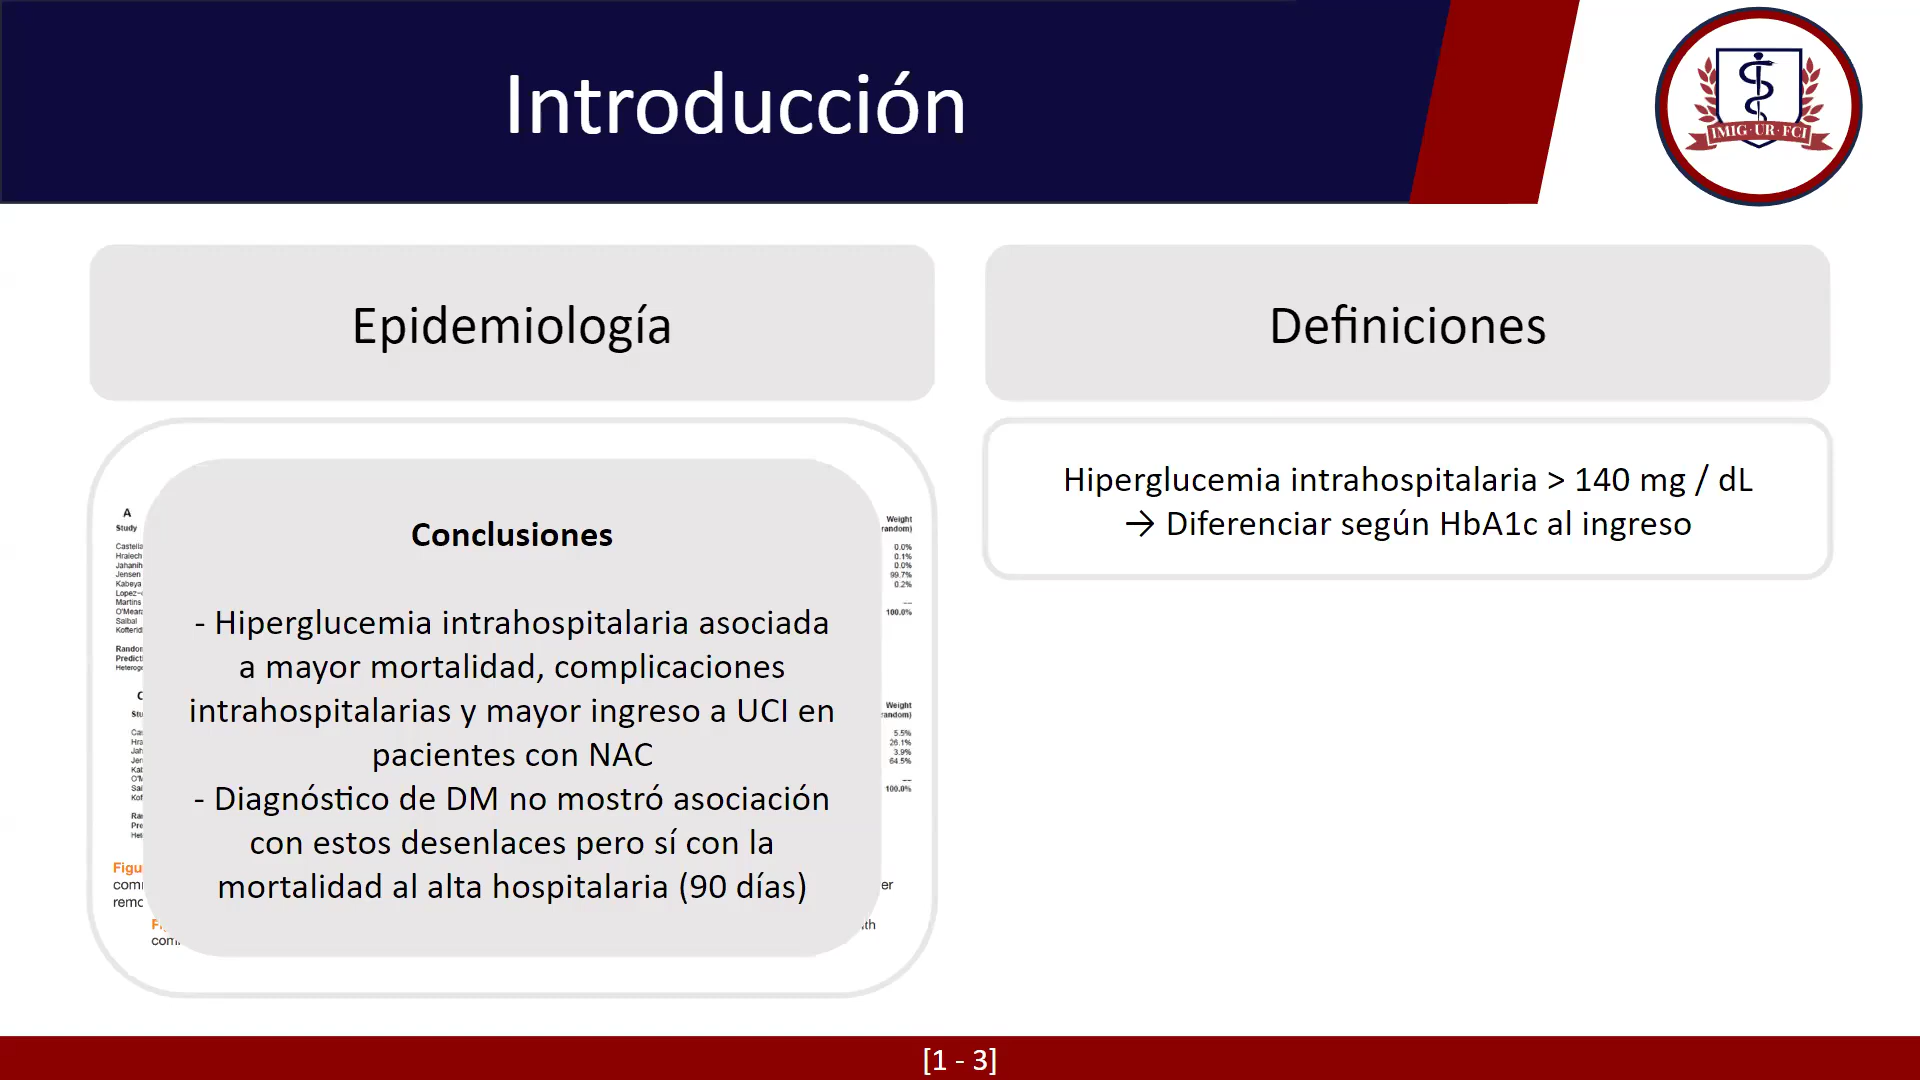 Introducción
IMIG·UR·FCI
Epidemiología
Definiciones
Hiperglucemia intrahospitalaria > 140 mg / dL
→ Diferenciar según HbA1c al ingreso
Conclusiones
- Hiperglucemia intrahospitalaria asociada
a mayor mortalidad, complicaciones
intrahospitalarias y mayor ingreso a UCI en
pacientes con NAC
- Diagnóstico de DM no mostró asociación
con estos desenlaces pero sí con la
mortalidad al alta hospitalaria (90 días)
A
Study
Jensen
Kabeya
Martins
Saibal
Weight
0.0%
0.1%
0.0%
99.7%
0.2%
100.0%
Weight
5.5%
26.1%
3.9%
64.5%
100.0%
[1 - 3]